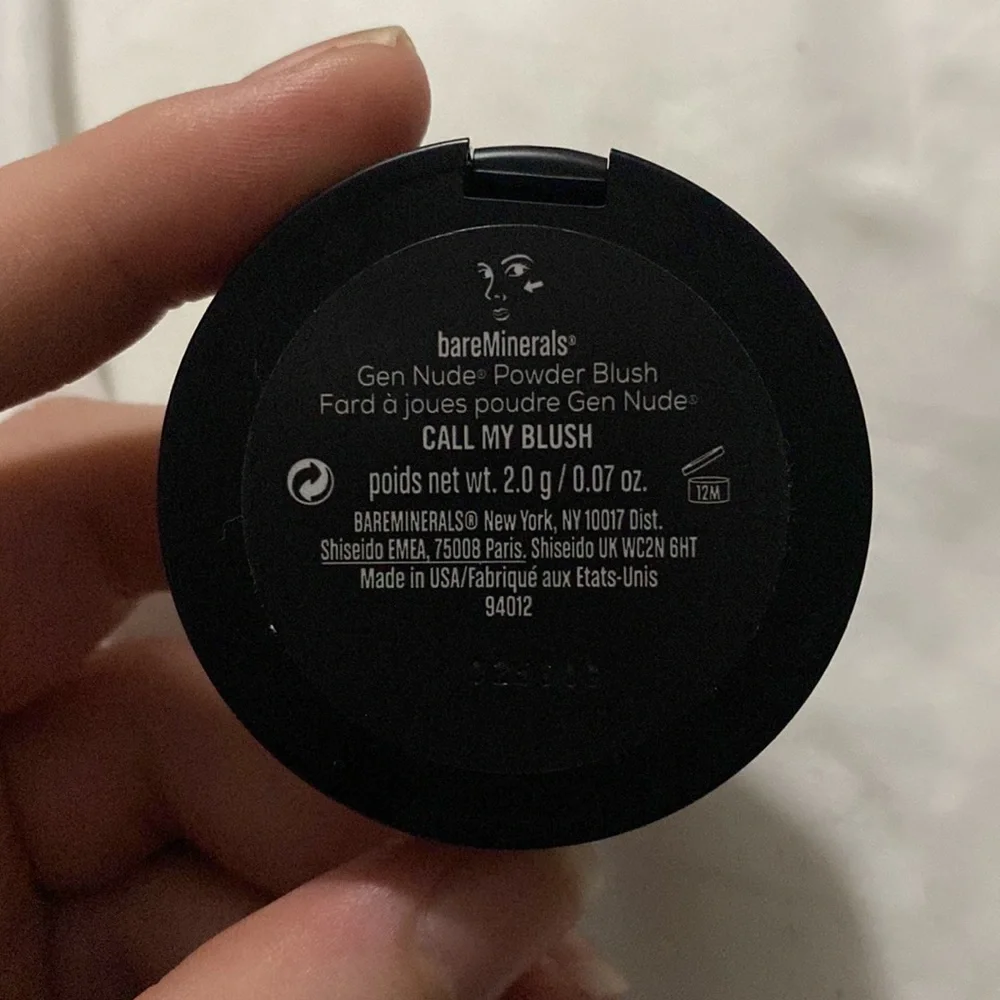 bareMinerals®
Gen Nude® Powder Blush
Fard à joues poudre Gen Nude®
CALL MY BLUSH
poids net wt. 2.0 g / 0.07 oz.
12M
BAREMINERALS® New York, NY 10017 Dist.
Shiseido EMEA, 75008 Paris. Shiseido UK WC2N 6HT
Made in USA/Fabriqué aux Etats-Unis
94012